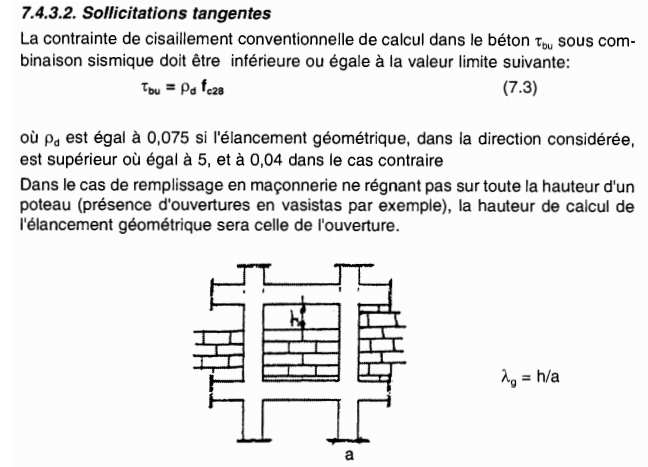 7.4.3.2. Sollicitations tangentes
La contrainte de cisaillement conventionnelle de calcul dans le béton τbu sous com-
binaison sismique doit être inférieure ou égale à la valeur limite suivante:
τbu = ρd fc28 (7.3)
où ρd est égal à 0,075 si l'élancement géométrique, dans la direction considérée,
est supérieur où égal à 5, et à 0,04 dans le cas contraire
Dans le cas de remplissage en maçonnerie ne régnant pas sur toute la hauteur d'un
poteau (présence d'ouvertures en vasistas par exemple), la hauteur de calcul de
l'élancement géométrique sera celle de l'ouverture.
h
λg = h/a
a